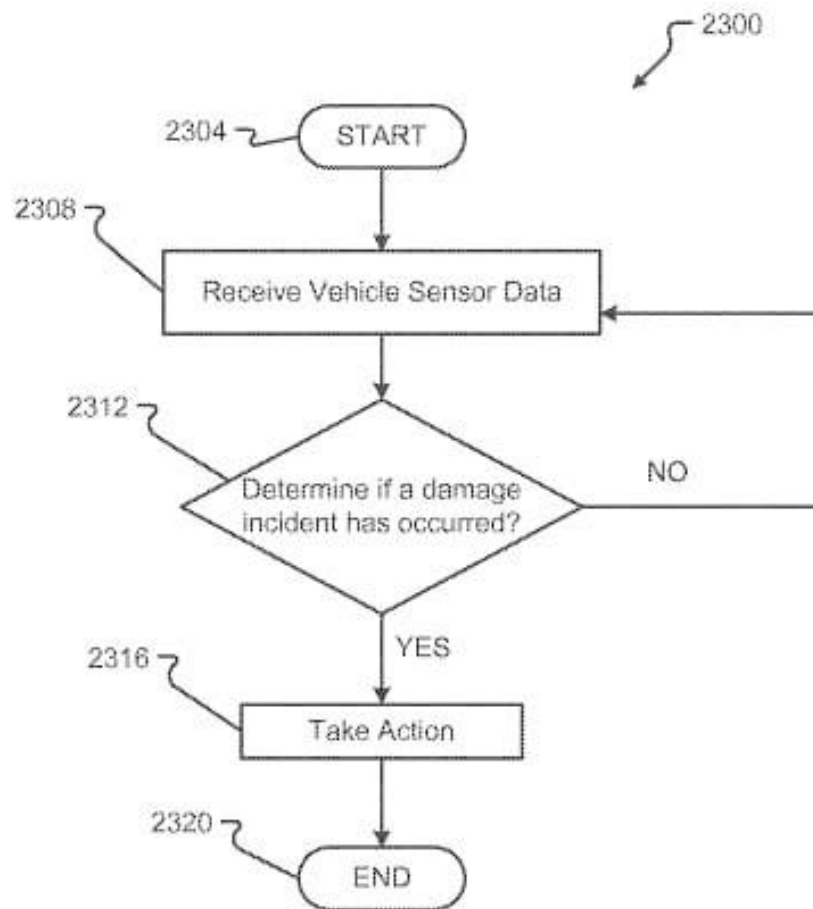 2300
2304
START
2308
Receive Vehicle Sensor Data
2312
Determine if a damage
incident has occurred?
NO
YES
2316
Take Action
2320
END